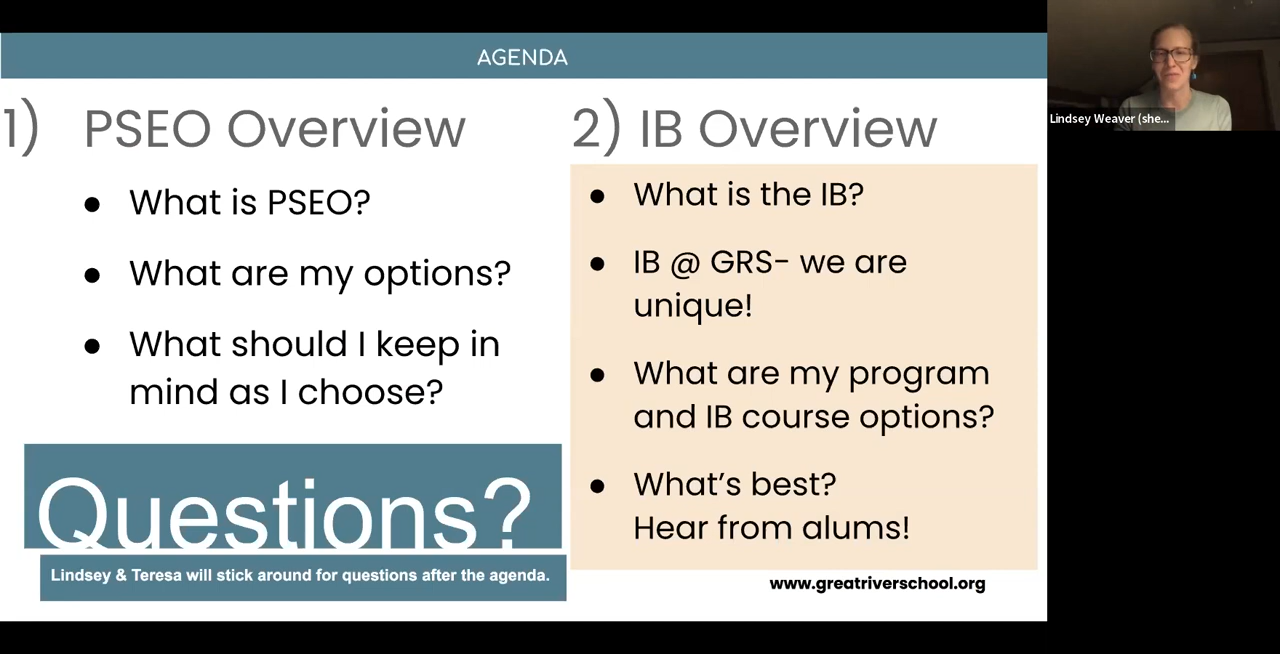 AGENDA
1) PSEO Overview
● What is PSEO?
● What are my options?
● What should I keep in
mind as I choose?
Questions?
Lindsey & Teresa will stick around for questions after the agenda.
2) IB Overview
● What is the IB?
● IB @ GRS- we are
unique!
● What are my program
and IB course options?
● What’s best?
Hear from alums!
www.greatriverschool.org
Lindsey Weaver (she...